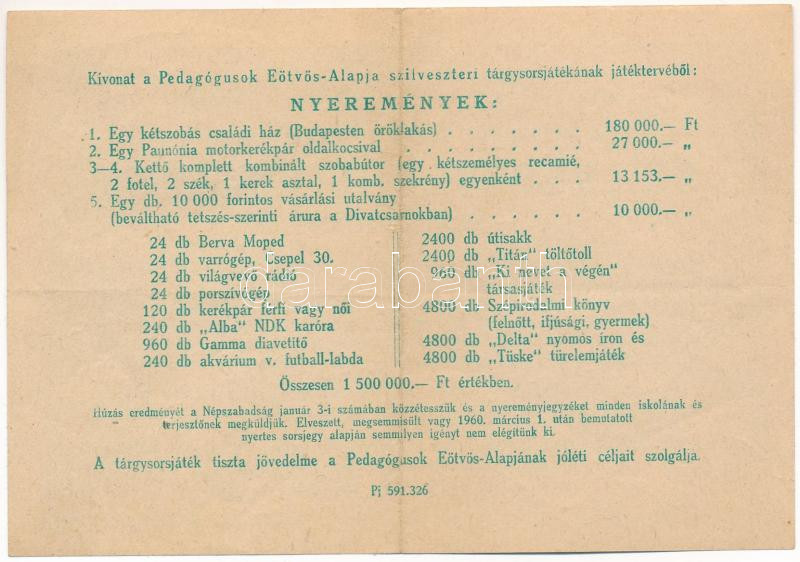 Kivonat a Pedagógusok Eötvös-Alapja szilveszteri tárgysorsjátékának játéktervéből:
NYEREMÉNYEK:
1. Egy kétszobás családi ház (Budapesten öröklakás) . . . . . . . 180 000.— Ft
2. Egy Pannónia motorkerékpár oldalkocsival . . . . . . . . 27 000.— „
3—4. Kettő komplett kombinált szobabútor (egy kétszemélyes recamié,
2 fotel, 2 szék, 1 kerek asztal, 1 komb. szekrény) egyenként . . . 13 153.— „
5. Egy db. 10 000 forintos vásárlási utalvány
(beváltható tetszés-szerinti árura a Divatcsarnokban) . . . . . . 10 000.— „
24 db Berva Moped
24 db varrógép, Csepel 30.
24 db világvevő rádió
24 db porszívógép
120 db kerékpár férfi vagy női
240 db „Alba” NDK karóra
960 db Gamma diavetítő
240 db akvárium v. futball-labda
2400 db útisakk
2400 db „Titán” töltőtoll
960 db „Ki nevet a végén”
társasjáték
4800 db Szépirodalmi könyv
(felnőtt, ifjúsági, gyermek)
4800 db „Delta” nyomós iron és
4800 db „Tüske” türelemjáték
Összesen 1 500 000.— Ft értékben.
Húzás eredményét a Népszabadság január 3-i számában közzétesszük és a nyereményjegyzéket minden iskolának és
terjesztőnek megküldjük. Elveszett, megsemmisült vagy 1960. március 1. után bemutatott
nyertes sorsjegy alapján semmilyen igényt nem elégítünk ki.
A tárgysorsjáték tiszta jövedelme a Pedagógusok Eötvös-Alapjának jóléti céljait szolgálja.
Pj 591.326
darabanth